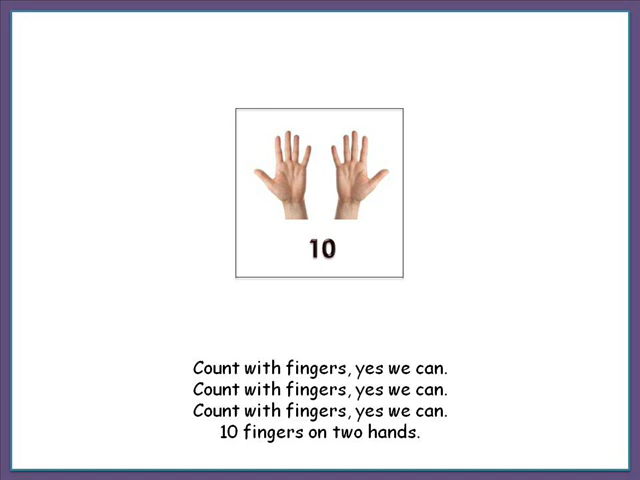 10
Count with fingers, yes we can.
Count with fingers, yes we can.
Count with fingers, yes we can.
10 fingers on two hands.